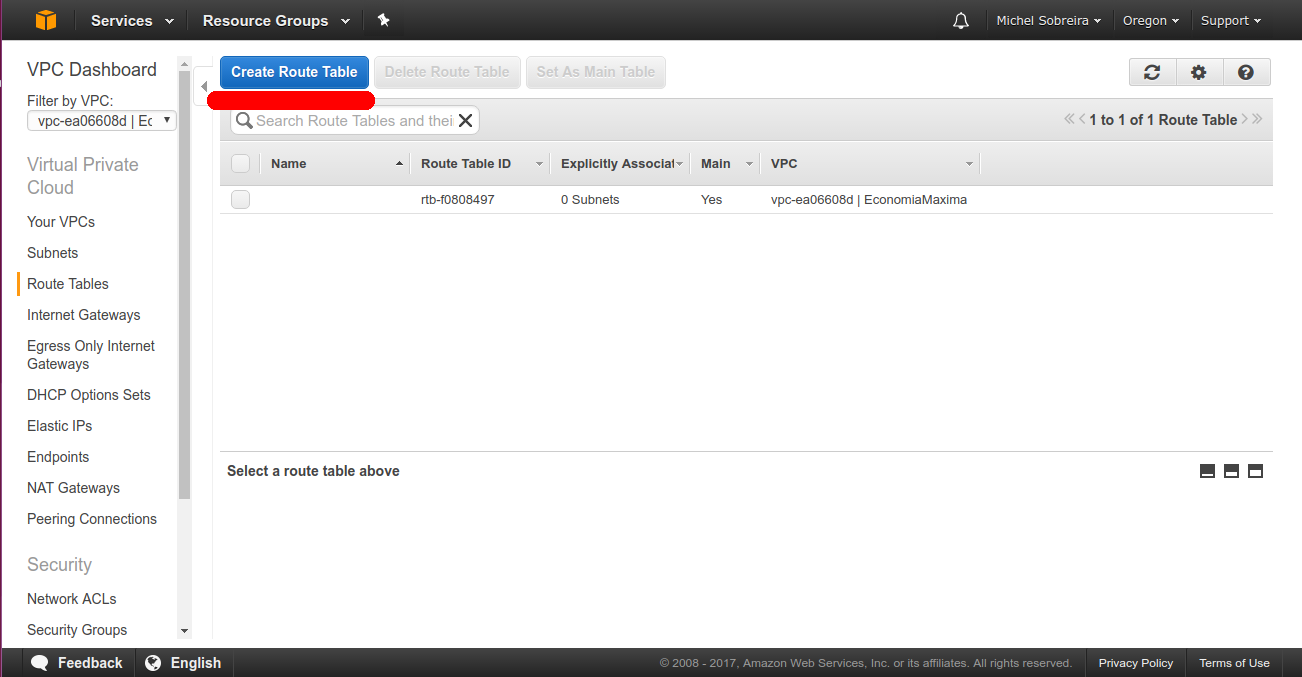 Services Resource Groups Michel Sobreira Oregon Support
VPC Dashboard
Filter by VPC:
vpc-ea06608d | Ec
Virtual Private
Cloud
Your VPCs
Subnets
Route Tables
Internet Gateways
Egress Only Internet
Gateways
DHCP Options Sets
Elastic IPs
Endpoints
NAT Gateways
Peering Connections
Security
Network ACLs
Security Groups
Create Route Table Delete Route Table Set As Main Table
Search Route Tables and thei 1 to 1 of 1 Route Table
Name Route Table ID Explicitly Associat Main VPC
rtb-f0808497 0 Subnets Yes vpc-ea06608d | EconomiaMaxima
Select a route table above
Feedback English © 2008 - 2017, Amazon Web Services, Inc. or its affiliates. All rights reserved. Privacy Policy Terms of Use